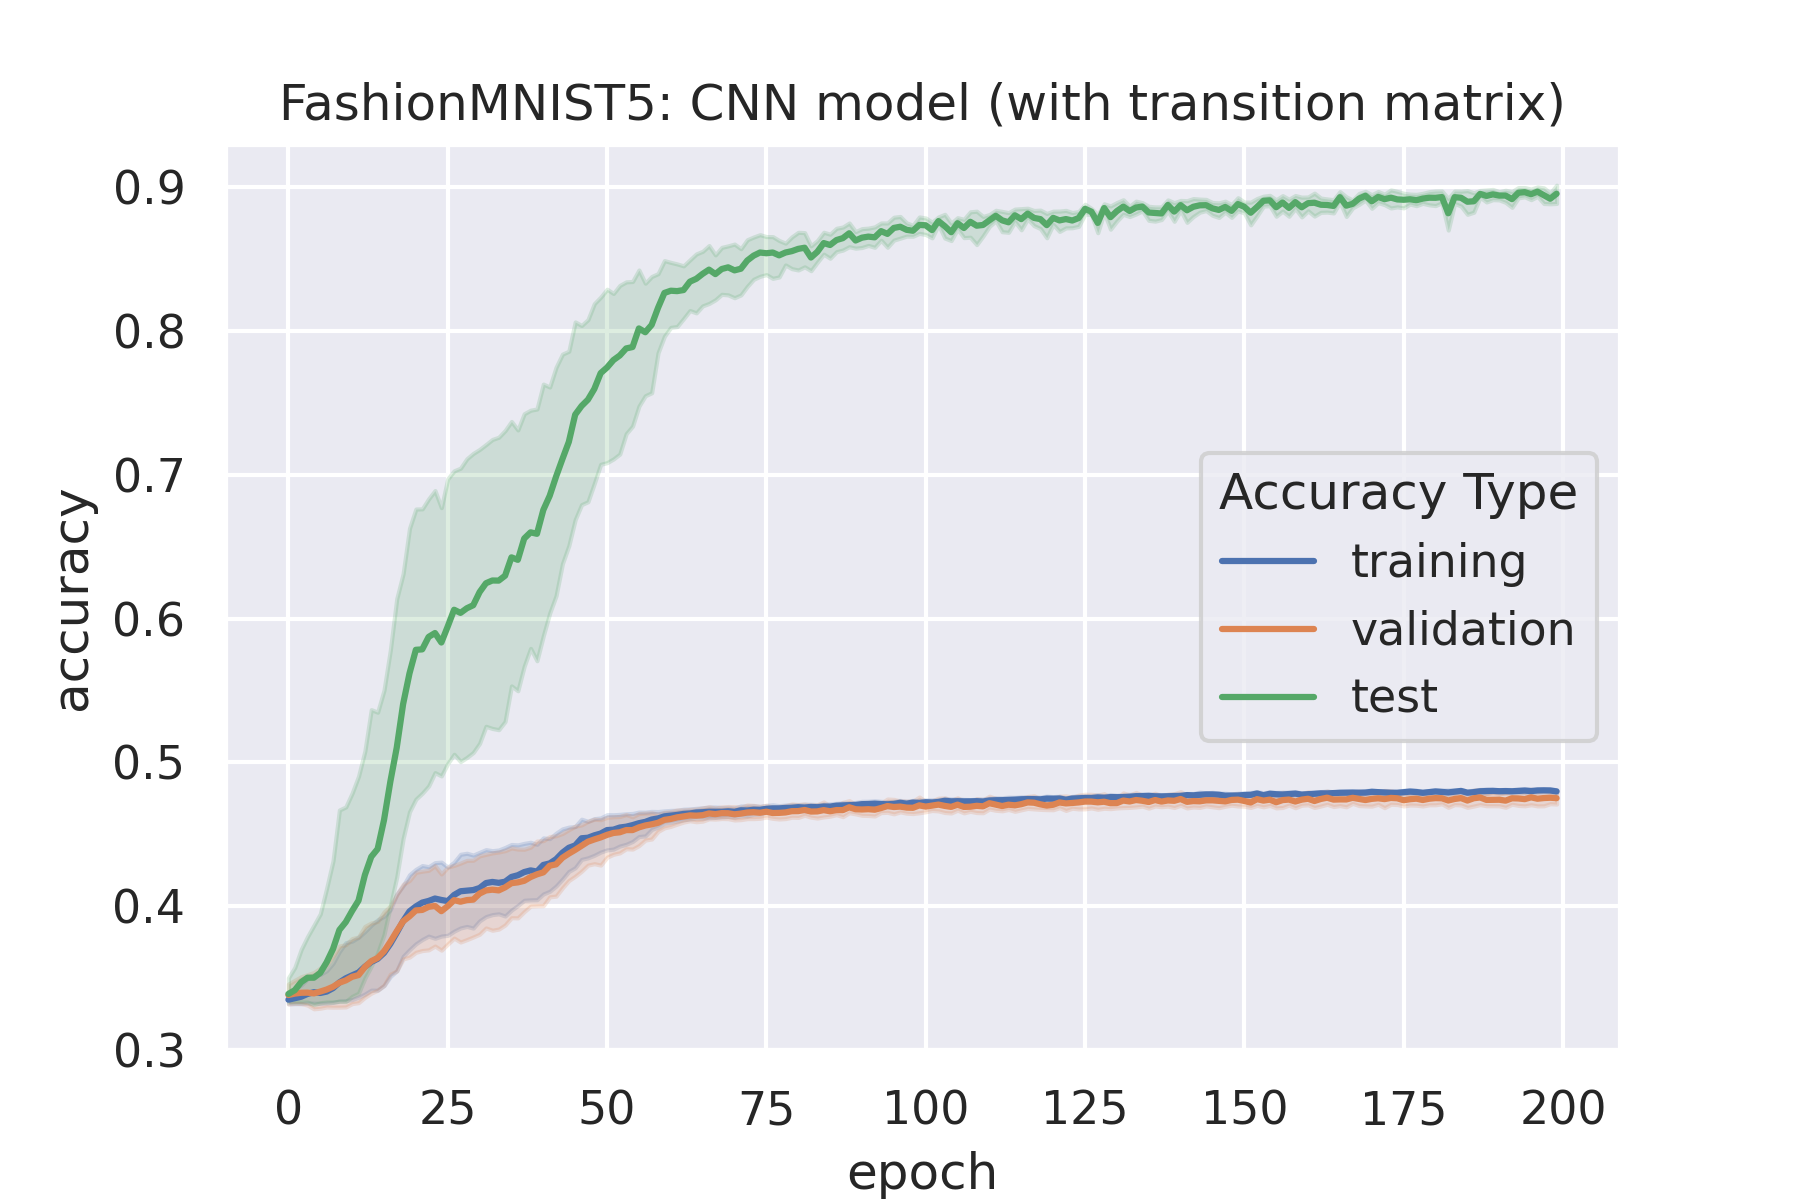 FashionMNIST5: CNN model (with transition matrix)
0.9
0.8
0.7
0.6
0.5
0.4
0.3
accuracy
Accuracy Type
training
validation
test
0 25 50 75 100 125 150 175 200
epoch